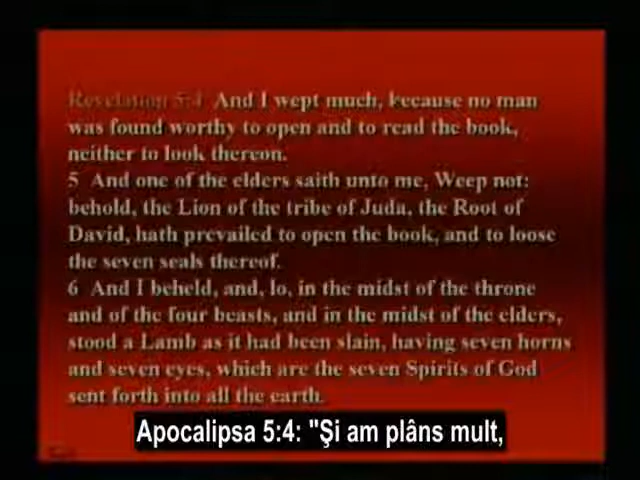 Revelation 5:4 And I wept much, because no man
was found worthy to open and to read the book,
neither to look thereon.
5 And one of the elders saith unto me, Weep not:
behold, the Lion of the tribe of Juda, the Root of
David, hath prevailed to open the book, and to loose
the seven seals thereof.
6 And I beheld, and, lo, in the midst of the throne
and of the four beasts, and in the midst of the elders,
stood a Lamb as it had been slain, having seven horns
and seven eyes, which are the seven Spirits of God
sent forth into all the earth.
Apocalipsa 5:4: "Şi am plâns mult,